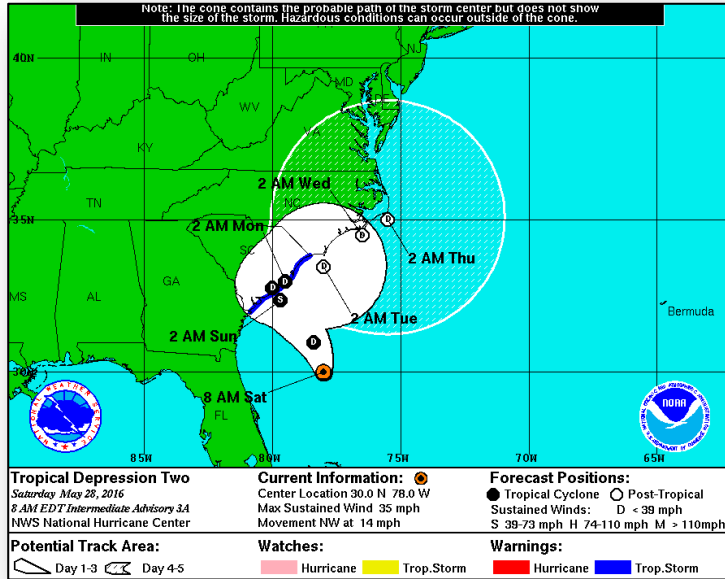 Note: The cone contains the probable path of the storm center but does not show
the size of the storm. Hazardous conditions can occur outside of the cone.
40N
IN
OH
NJ
MD
DE
WV
VA
KY
2 AM Wed
TN
NC
35N
2 AM Mon
SC
2 AM Thu
D
D
D
D
D
S
D
MS
AL
GA
2 AM Sun
2 AM Tue
Bermuda
30N
8 AM Sat
FL
NATIONAL WEATHER SERVICE
NOAA
85W
80W
75W
70W
65W
Tropical Depression Two
Saturday May 28, 2016
8 AM EDT Intermediate Advisory 3A
NWS National Hurricane Center
Current Information:
Center Location 30.0 N 78.0 W
Max Sustained Wind 35 mph
Movement NW at 14 mph
Forecast Positions:
Tropical Cyclone Post-Tropical
Sustained Winds: D < 39 mph
S 39-73 mph H 74-110 mph M > 110mph
Potential Track Area:
Day 1-3 Day 4-5
Watches:
Hurricane Trop.Storm
Warnings:
Hurricane Trop.Storm